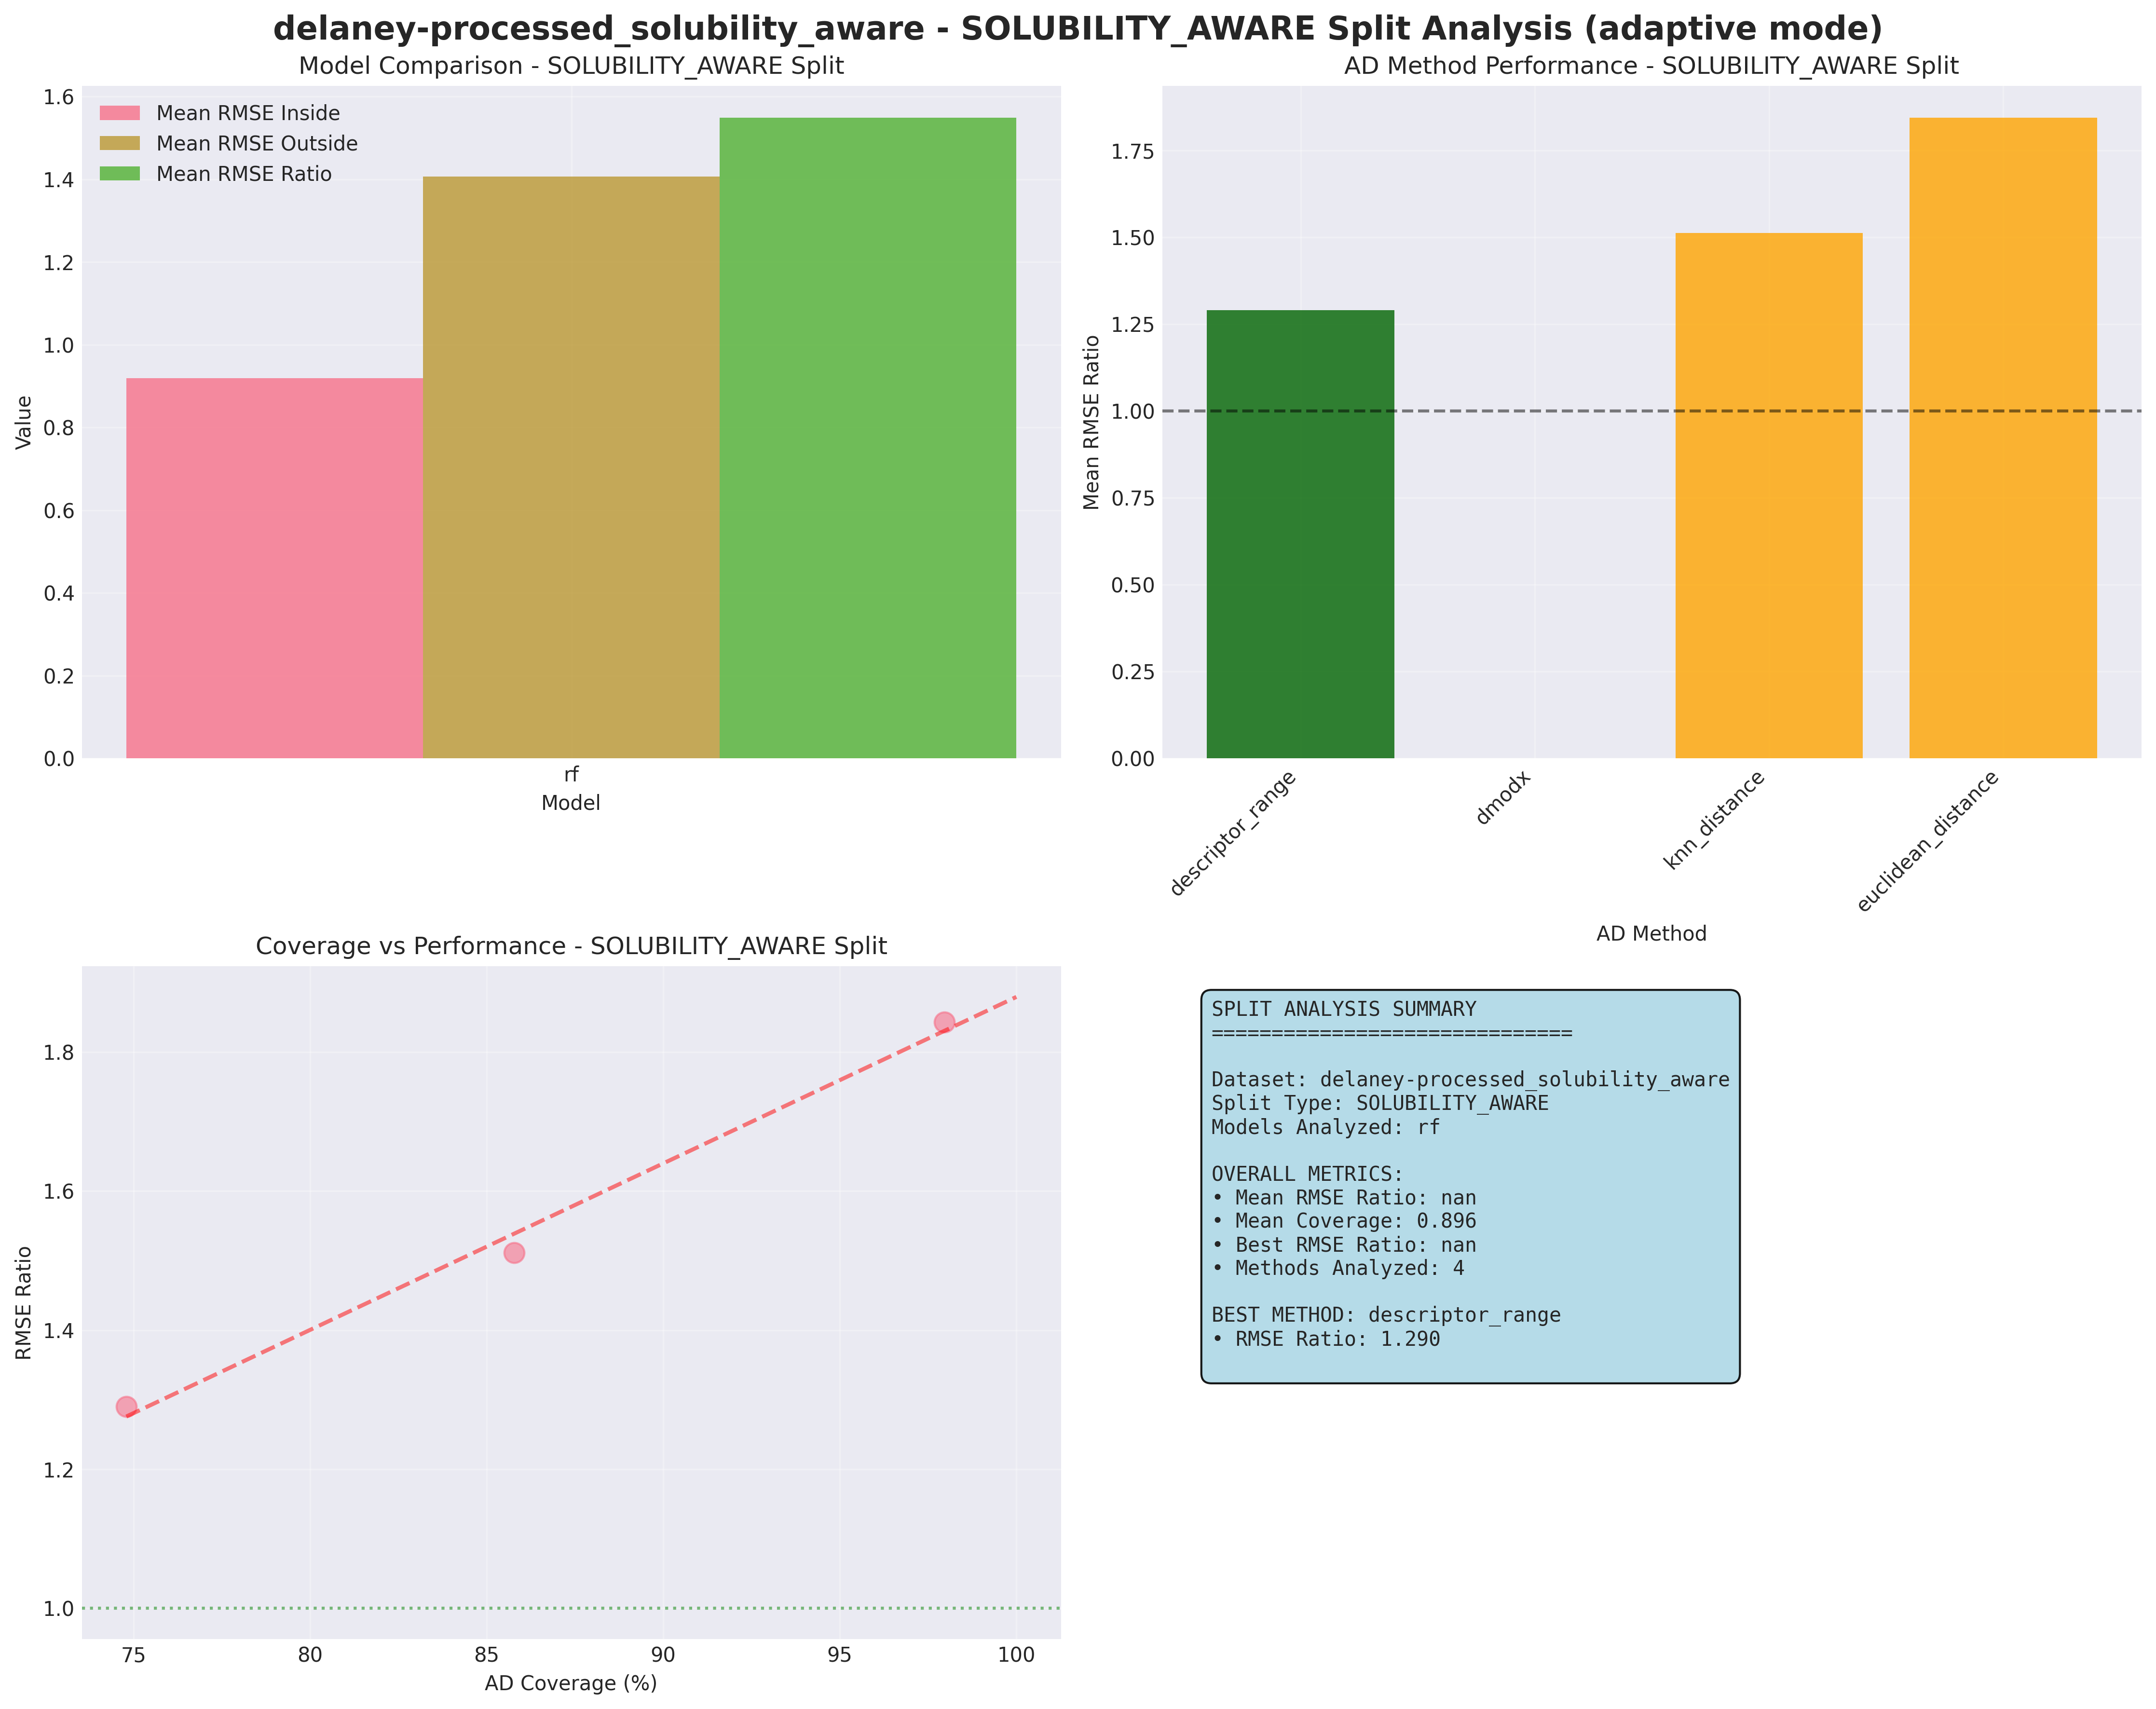 delaney-processed_solubility_aware - SOLUBILITY_AWARE Split Analysis (adaptive mode)
Model Comparison - SOLUBILITY_AWARE Split
Mean RMSE Inside
Mean RMSE Outside
Mean RMSE Ratio
Value
1.6
1.4
1.2
1.0
0.8
0.6
0.4
0.2
0.0
rf
Model
AD Method Performance - SOLUBILITY_AWARE Split
Mean RMSE Ratio
1.75
1.50
1.25
1.00
0.75
0.50
0.25
0.00
descriptor_range
dmodx
knn_distance
euclidean_distance
AD Method
Coverage vs Performance - SOLUBILITY_AWARE Split
RMSE Ratio
1.8
1.6
1.4
1.2
1.0
75
80
85
90
95
100
AD Coverage (%)
SPLIT ANALYSIS SUMMARY
==============================
Dataset: delaney-processed_solubility_aware
Split Type: SOLUBILITY_AWARE
Models Analyzed: rf
OVERALL METRICS:
• Mean RMSE Ratio: nan
• Mean Coverage: 0.896
• Best RMSE Ratio: nan
• Methods Analyzed: 4
BEST METHOD: descriptor_range
• RMSE Ratio: 1.290